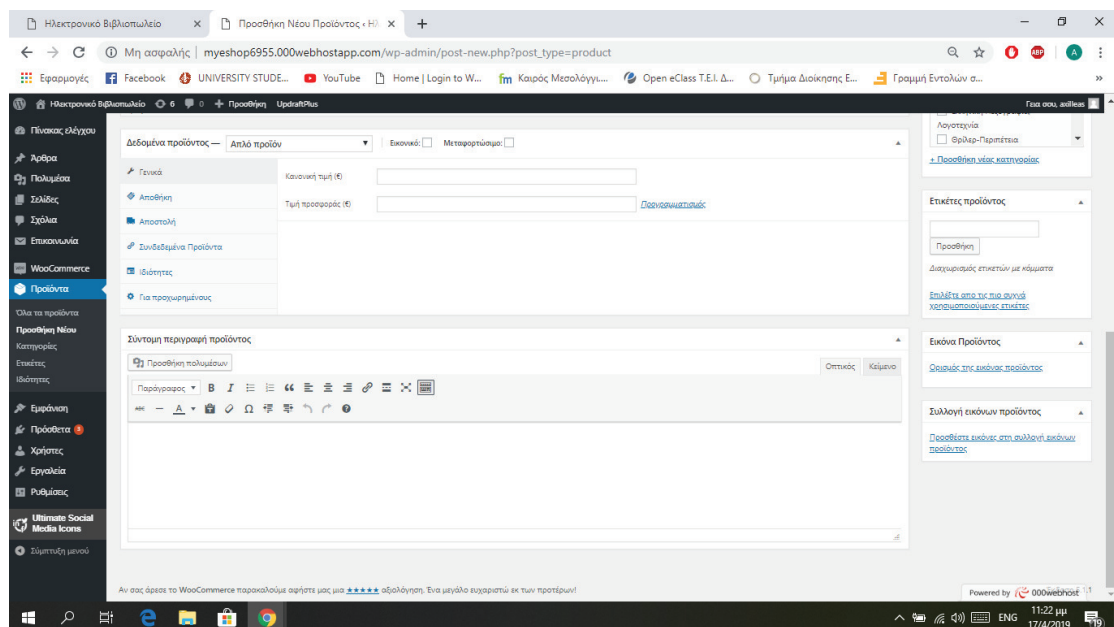 Ηλεκτρονικό Βιβλιοπωλείο
Προσθήκη Νέου Προϊόντος ‹ Ηλ
Μη ασφαλής | myeshop6955.000webhostapp.com/wp-admin/post-new.php?post_type=product
Εφαρμογές Facebook UNIVERSITY STUDE... YouTube Home | Login to W... Καιρός Μεσολόγγι.... Open eClass Τ.Ε.Ι. Δ... Τμήμα Διοίκησης Ε... Γραμμή Εντολών σ... »
Ηλεκτρονικό Βιβλιοπωλείο 6 0 + Προσθήκη UpdraftPlus Γεια σου, axilleas
Πίνακας ελέγχου
Άρθρα
Πολυμέσα
Σελίδες
Σχόλια
Επικοινωνία
WooCommerce
Προϊόντα
Όλα τα προϊόντα
Προσθήκη Νέου
Κατηγορίες
Ετικέτες
Ιδιότητες
Εμφάνιση
Πρόσθετα 3
Χρήστες
Εργαλεία
Ρυθμίσεις
Ultimate Social
Media Icons
Σύμπτυξη μενού
Δεδομένα προϊόντος — Απλό προϊόν Εικονικό: Μεταφορτώσιμο:
Γενικά
Αποθήκη
Αποστολή
Συνδεδεμένα Προϊόντα
Ιδιότητες
Για προχωρημένους
Κανονική τιμή (€)
Τιμή προσφοράς (€) Προγραμματισμός
Σύντομη περιγραφή προϊόντος
Προσθήκη πολυμέσων Οπτικός Κείμενο
Παράγραφος B I
ABC A Ω
Αν σας άρεσε το WooCommerce παρακαλούμε αφήστε μας μια ★★★★★ αξιολόγηση. Ένα μεγάλο ευχαριστώ εκ των προτέρων!
Λογοτεχνία
Θρίλερ-Περιπέτεια
+ Προσθήκη νέας κατηγορίας
Ετικέτες προϊόντος
Προσθήκη
Διαχωρισμός ετικετών με κόμματα
Επιλέξτε απο τις πιο συχνά
χρησιμοποιούμενες ετικέτες
Εικόνα Προϊόντος
Ορισμός της εικόνας προϊόντος
Συλλογή εικόνων προϊόντος
Προσθέστε εικόνες στη συλλογή εικόνων
προϊόντος
Powered by 000webhost
ENG 11:22 μμ
17/4/2019 19